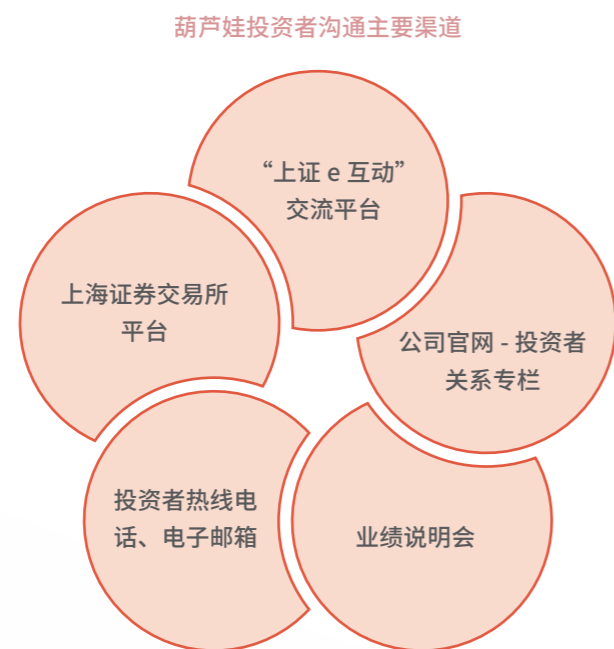 葫芦娃投资者沟通主要渠道
“上证 e 互动”
交流平台
上海证券交易所
平台
公司官网 - 投资者
关系专栏
投资者热线电
话、电子邮箱
业绩说明会